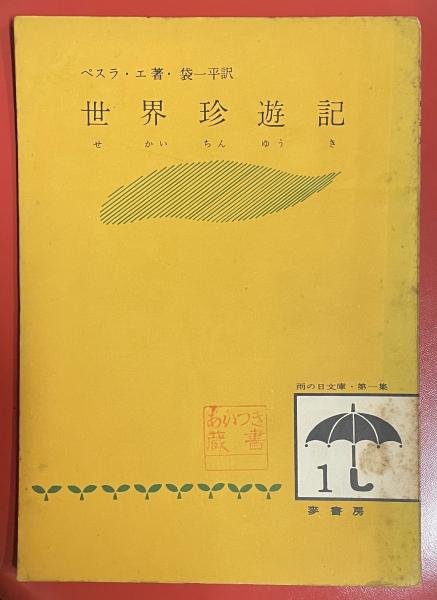 ペスラ・エ著・袋一平訳
世界珍遊記
せかいちんゆうき
あかつき
蔵書
雨の日文庫・第一集
1
麥書房